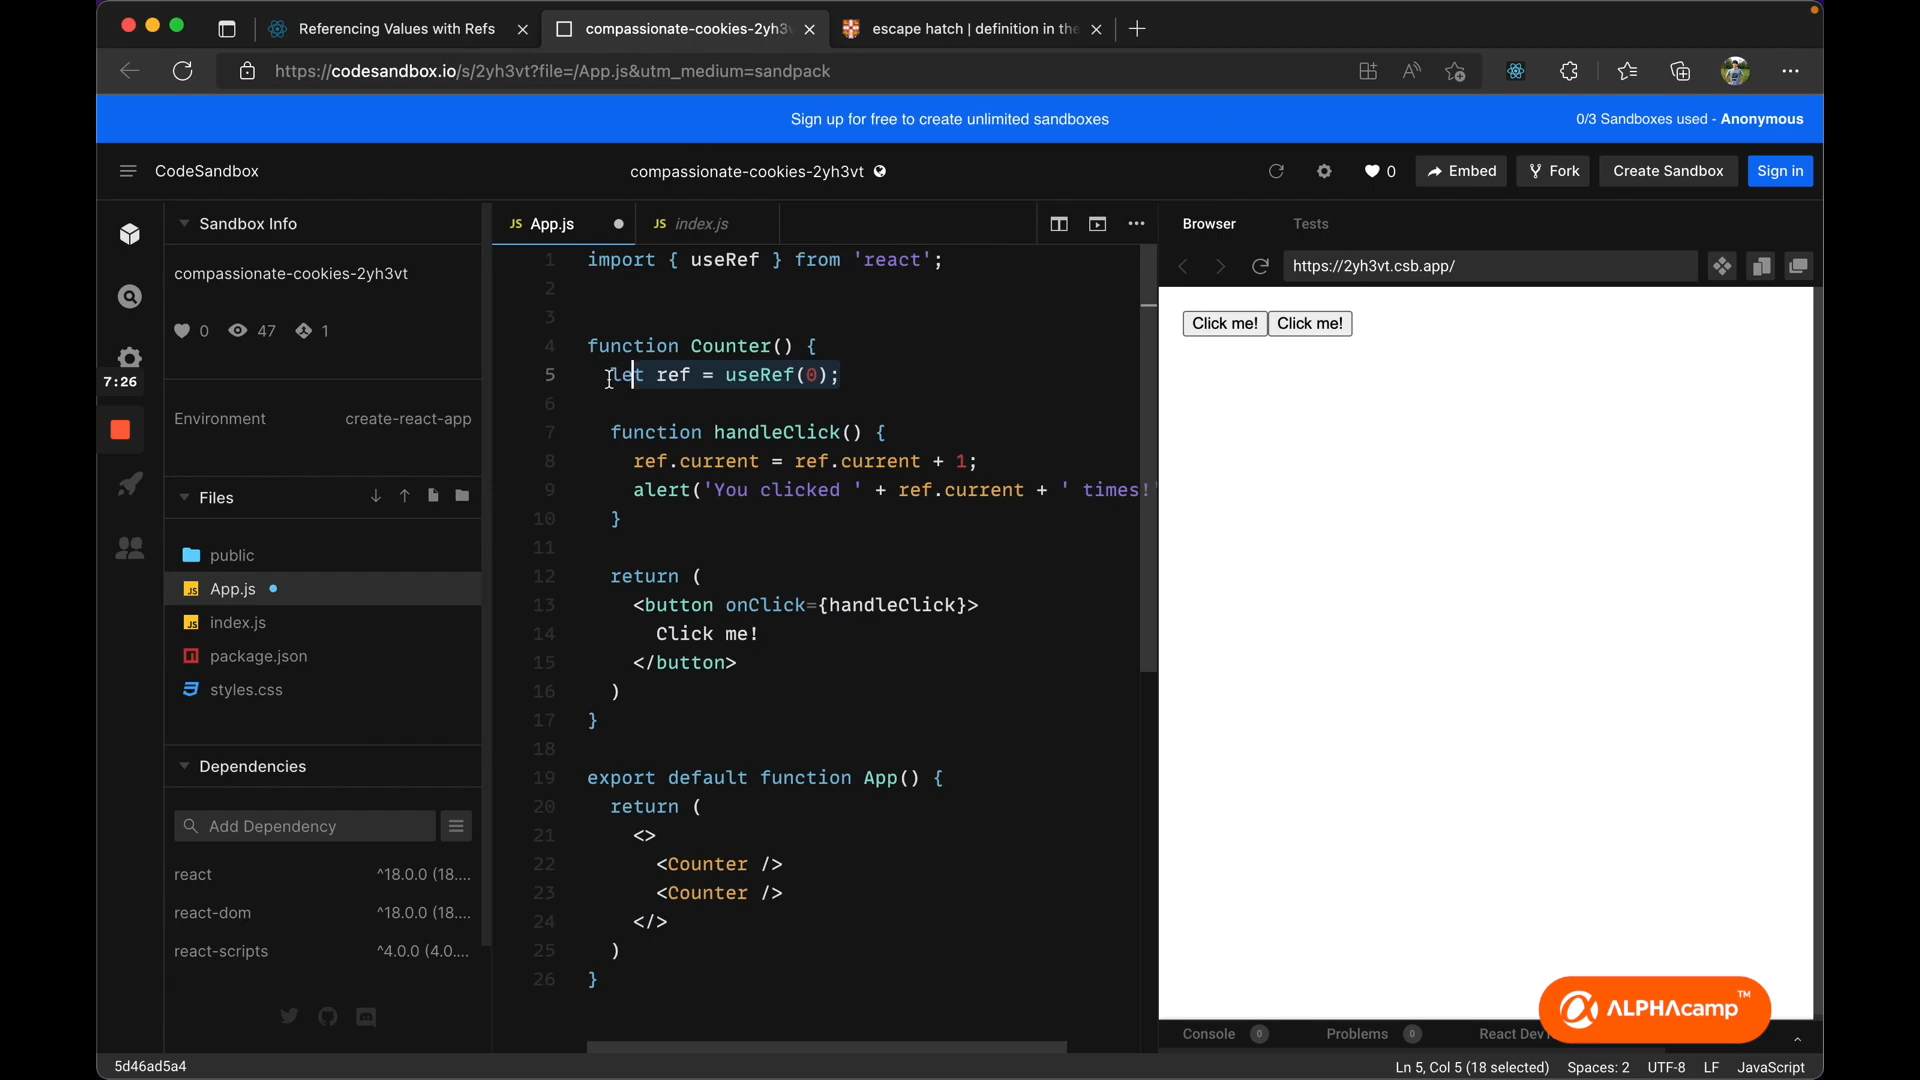 Referencing Values with Refs
compassionate-cookies-2yh3v
escape hatch | definition in the
https://codesandbox.io/s/2yh3vt?file=/App.js&utm_medium=sandpack
Sign up for free to create unlimited sandboxes
0/3 Sandboxes used - Anonymous
CodeSandbox
compassionate-cookies-2yh3vt
0
Embed
Fork
Create Sandbox
Sign in
Sandbox Info
compassionate-cookies-2yh3vt
0 47 1
7:26
Environment create-react-app
Files
public
App.js
index.js
package.json
styles.css
Dependencies
Add Dependency
react ^18.0.0 (18....
react-dom ^18.0.0 (18....
react-scripts ^4.0.0 (4.0....
JS App.js
JS index.js
1 import { useRef } from 'react';
2
3
4 function Counter() {
5 let ref = useRef(0);
6
7 function handleClick() {
8 ref.current = ref.current + 1;
9 alert('You clicked ' + ref.current + ' times!'
10 }
11
12 return (
13 <button onClick={handleClick}>
14 Click me!
15 </button>
16 )
17 }
18
19 export default function App() {
20 return (
21 <>
22 <Counter />
23 <Counter />
24 </>
25 )
26 }
Browser Tests
https://2yh3vt.csb.app/
Click me! Click me!
ALPHAcamp™
Console 0 Problems 0 React Dev
5d46ad5a4
Ln 5, Col 5 (18 selected) Spaces: 2 UTF-8 LF JavaScript